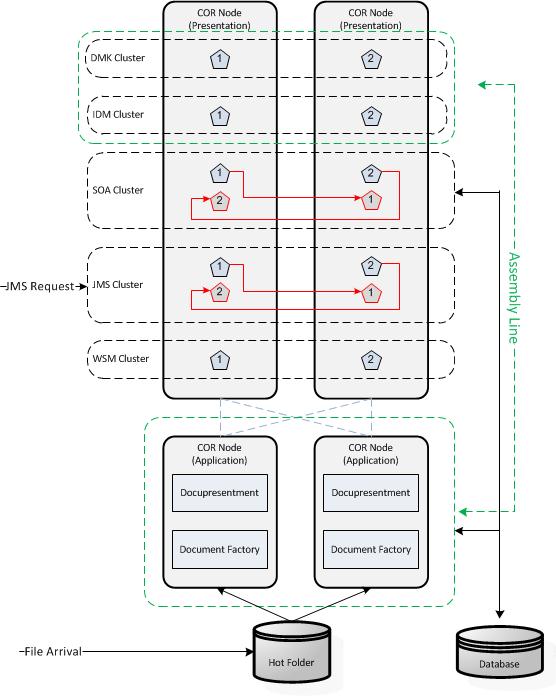 COR Node
(Presentation)
COR Node
(Presentation)
DMK Cluster
1
2
IDM Cluster
1
2
SOA Cluster
1
2
2
1
JMS Request
JMS Cluster
1
2
2
1
WSM Cluster
1
2
Assembly Line
COR Node
(Application)
COR Node
(Application)
Docupresentment
Docupresentment
Document Factory
Document Factory
File Arrival
Hot Folder
Database